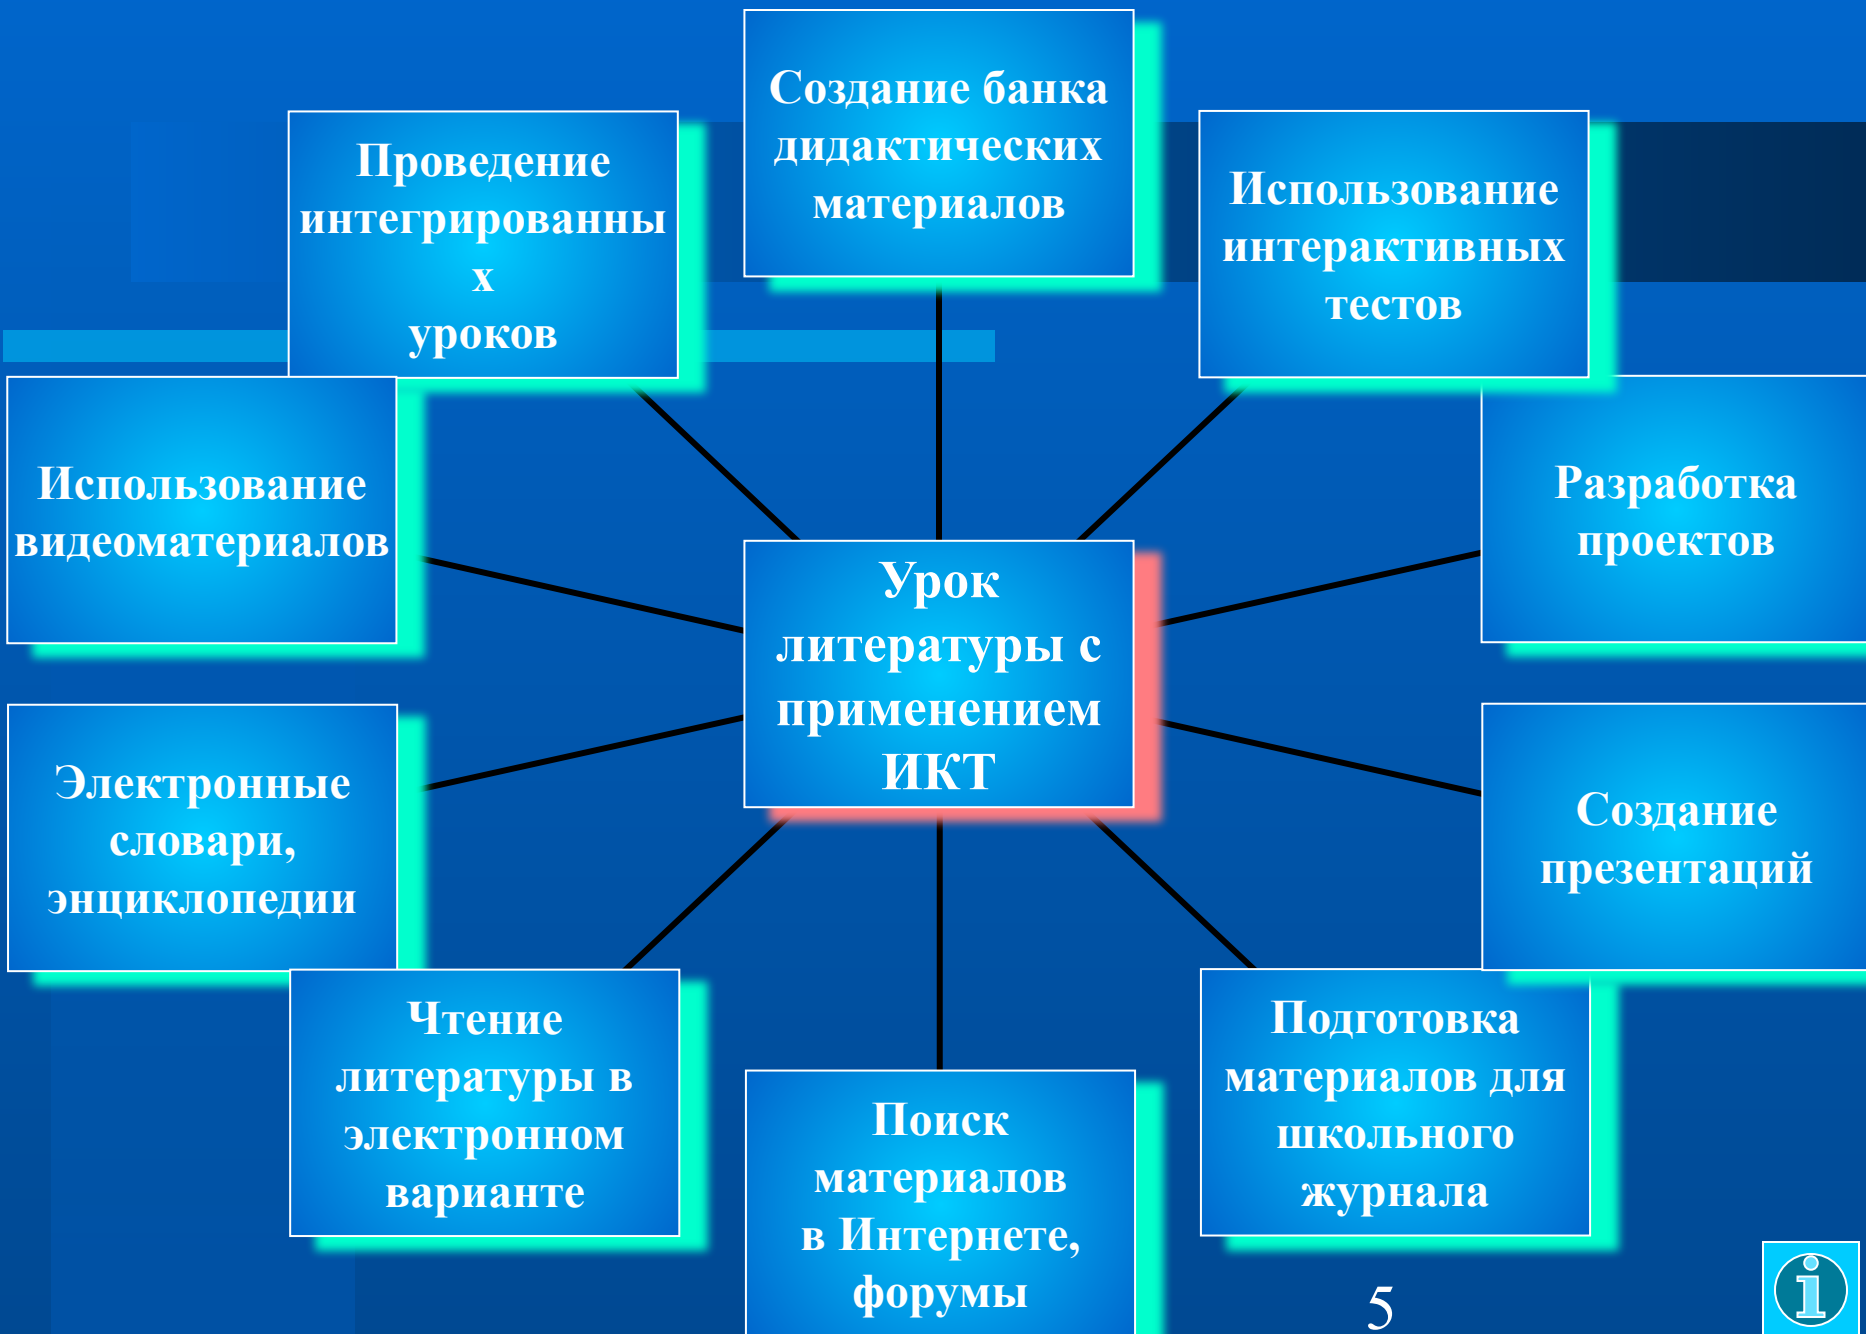 Создание банка
дидактических
материалов
Проведение
интегрированны
х
уроков
Использование
интерактивных
тестов
Использование
видеоматериалов
Разработка
проектов
Урок
литературы с
применением
ИКТ
Электронные
словари,
энциклопедии
Создание
презентаций
Чтение
литературы в
электронном
варианте
Поиск
материалов
в Интернете,
форумы
Подготовка
материалов для
школьного
журнала
5